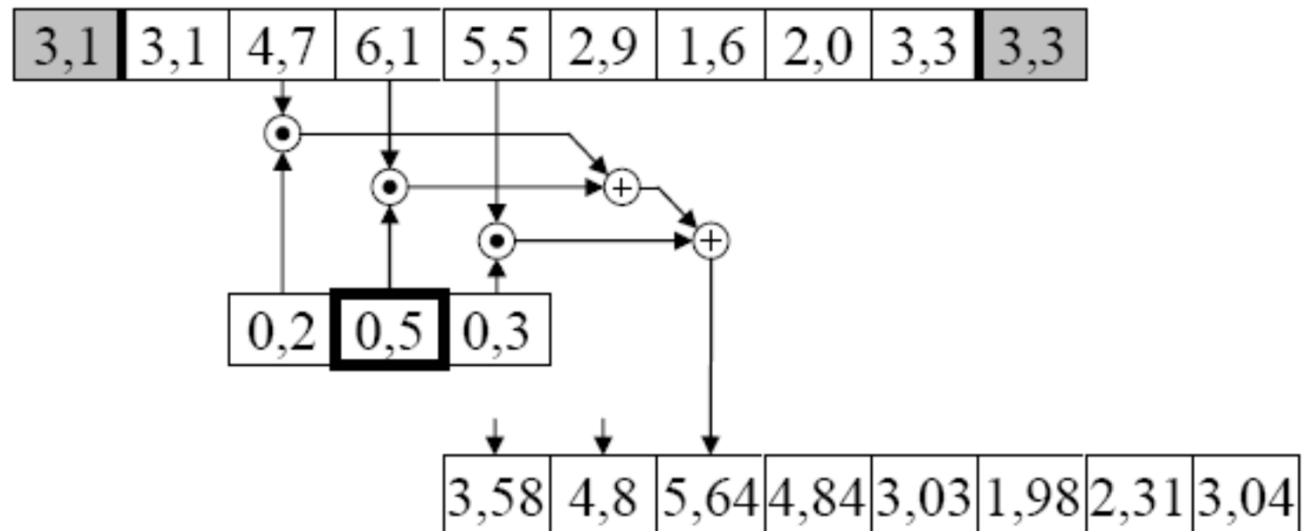 3,1 3,1 4,7 6,1 5,5 2,9 1,6 2,0 3,3 3,3
+
+
0,2 0,5 0,3
3,58 4,8 5,64 4,84 3,03 1,98 2,31 3,04